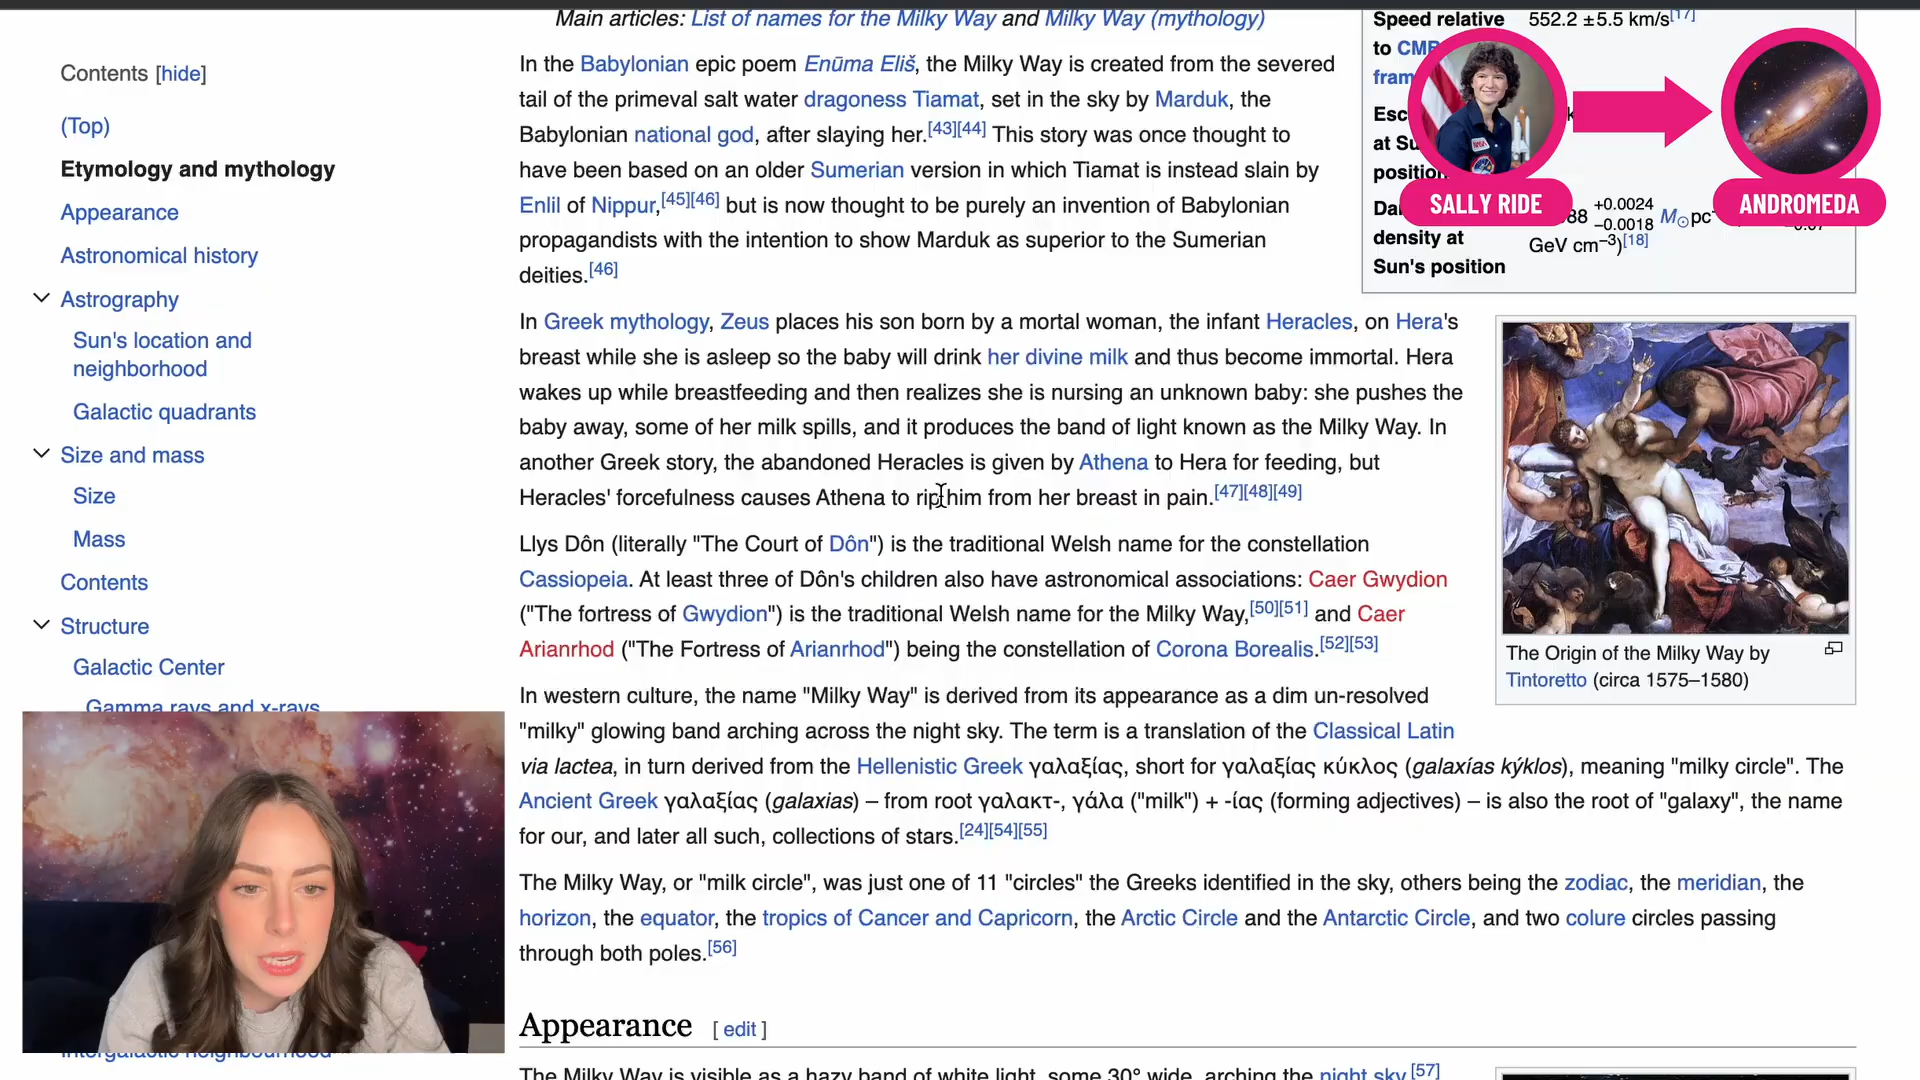 Main articles: List of names for the Milky Way and Milky Way (mythology)
Contents [hide]
(Top)
Etymology and mythology
Appearance
Astronomical history
Astrography
Sun's location and
neighborhood
Galactic quadrants
Size and mass
Size
Mass
Contents
Structure
Galactic Center
Gamma rays and x-rays
Intergalactic neighbourhood
In the Babylonian epic poem Enūma Eliš, the Milky Way is created from the severed
tail of the primeval salt water dragoness Tiamat, set in the sky by Marduk, the
Babylonian national god, after slaying her.[43][44] This story was once thought to
have been based on an older Sumerian version in which Tiamat is instead slain by
Enlil of Nippur,[45][46] but is now thought to be purely an invention of Babylonian
propagandists with the intention to show Marduk as superior to the Sumerian
deities.[46]
In Greek mythology, Zeus places his son born by a mortal woman, the infant Heracles, on Hera's
breast while she is asleep so the baby will drink her divine milk and thus become immortal. Hera
wakes up while breastfeeding and then realizes she is nursing an unknown baby: she pushes the
baby away, some of her milk spills, and it produces the band of light known as the Milky Way. In
another Greek story, the abandoned Heracles is given by Athena to Hera for feeding, but
Heracles' forcefulness causes Athena to rip him from her breast in pain.[47][48][49]
Llys Dôn (literally "The Court of Dôn") is the traditional Welsh name for the constellation
Cassiopeia. At least three of Dôn's children also have astronomical associations: Caer Gwydion
("The fortress of Gwydion") is the traditional Welsh name for the Milky Way,[50][51] and Caer
Arianrhod ("The Fortress of Arianrhod") being the constellation of Corona Borealis.[52][53]
In western culture, the name "Milky Way" is derived from its appearance as a dim un-resolved
"milky" glowing band arching across the night sky. The term is a translation of the Classical Latin
via lactea, in turn derived from the Hellenistic Greek γαλαξίας, short for γαλαξίας κύκλος (galaxías kýklos), meaning "milky circle". The
Ancient Greek γαλαξίας (galaxias) – from root γαλακτ-, γάλα ("milk") + -ίας (forming adjectives) – is also the root of "galaxy", the name
for our, and later all such, collections of stars.[24][54][55]
The Milky Way, or "milk circle", was just one of 11 "circles" the Greeks identified in the sky, others being the zodiac, the meridian, the
horizon, the equator, the tropics of Cancer and Capricorn, the Arctic Circle and the Antarctic Circle, and two colure circles passing
through both poles.[56]
Appearance [ edit ]
The Milky Way is visible as a hazy band of white light, some 30° wide, arching the night sky.[57]
Speed relative 552.2 ±5.5 km/s[17]
to CMB
fram
Esc
at Su
position
Da 88 +0.0024 −0.0018 M☉pc
density at GeV cm−3)[18]
Sun's position
SALLY RIDE
ANDROMEDA
NASA
The Origin of the Milky Way by
Tintoretto (circa 1575–1580)